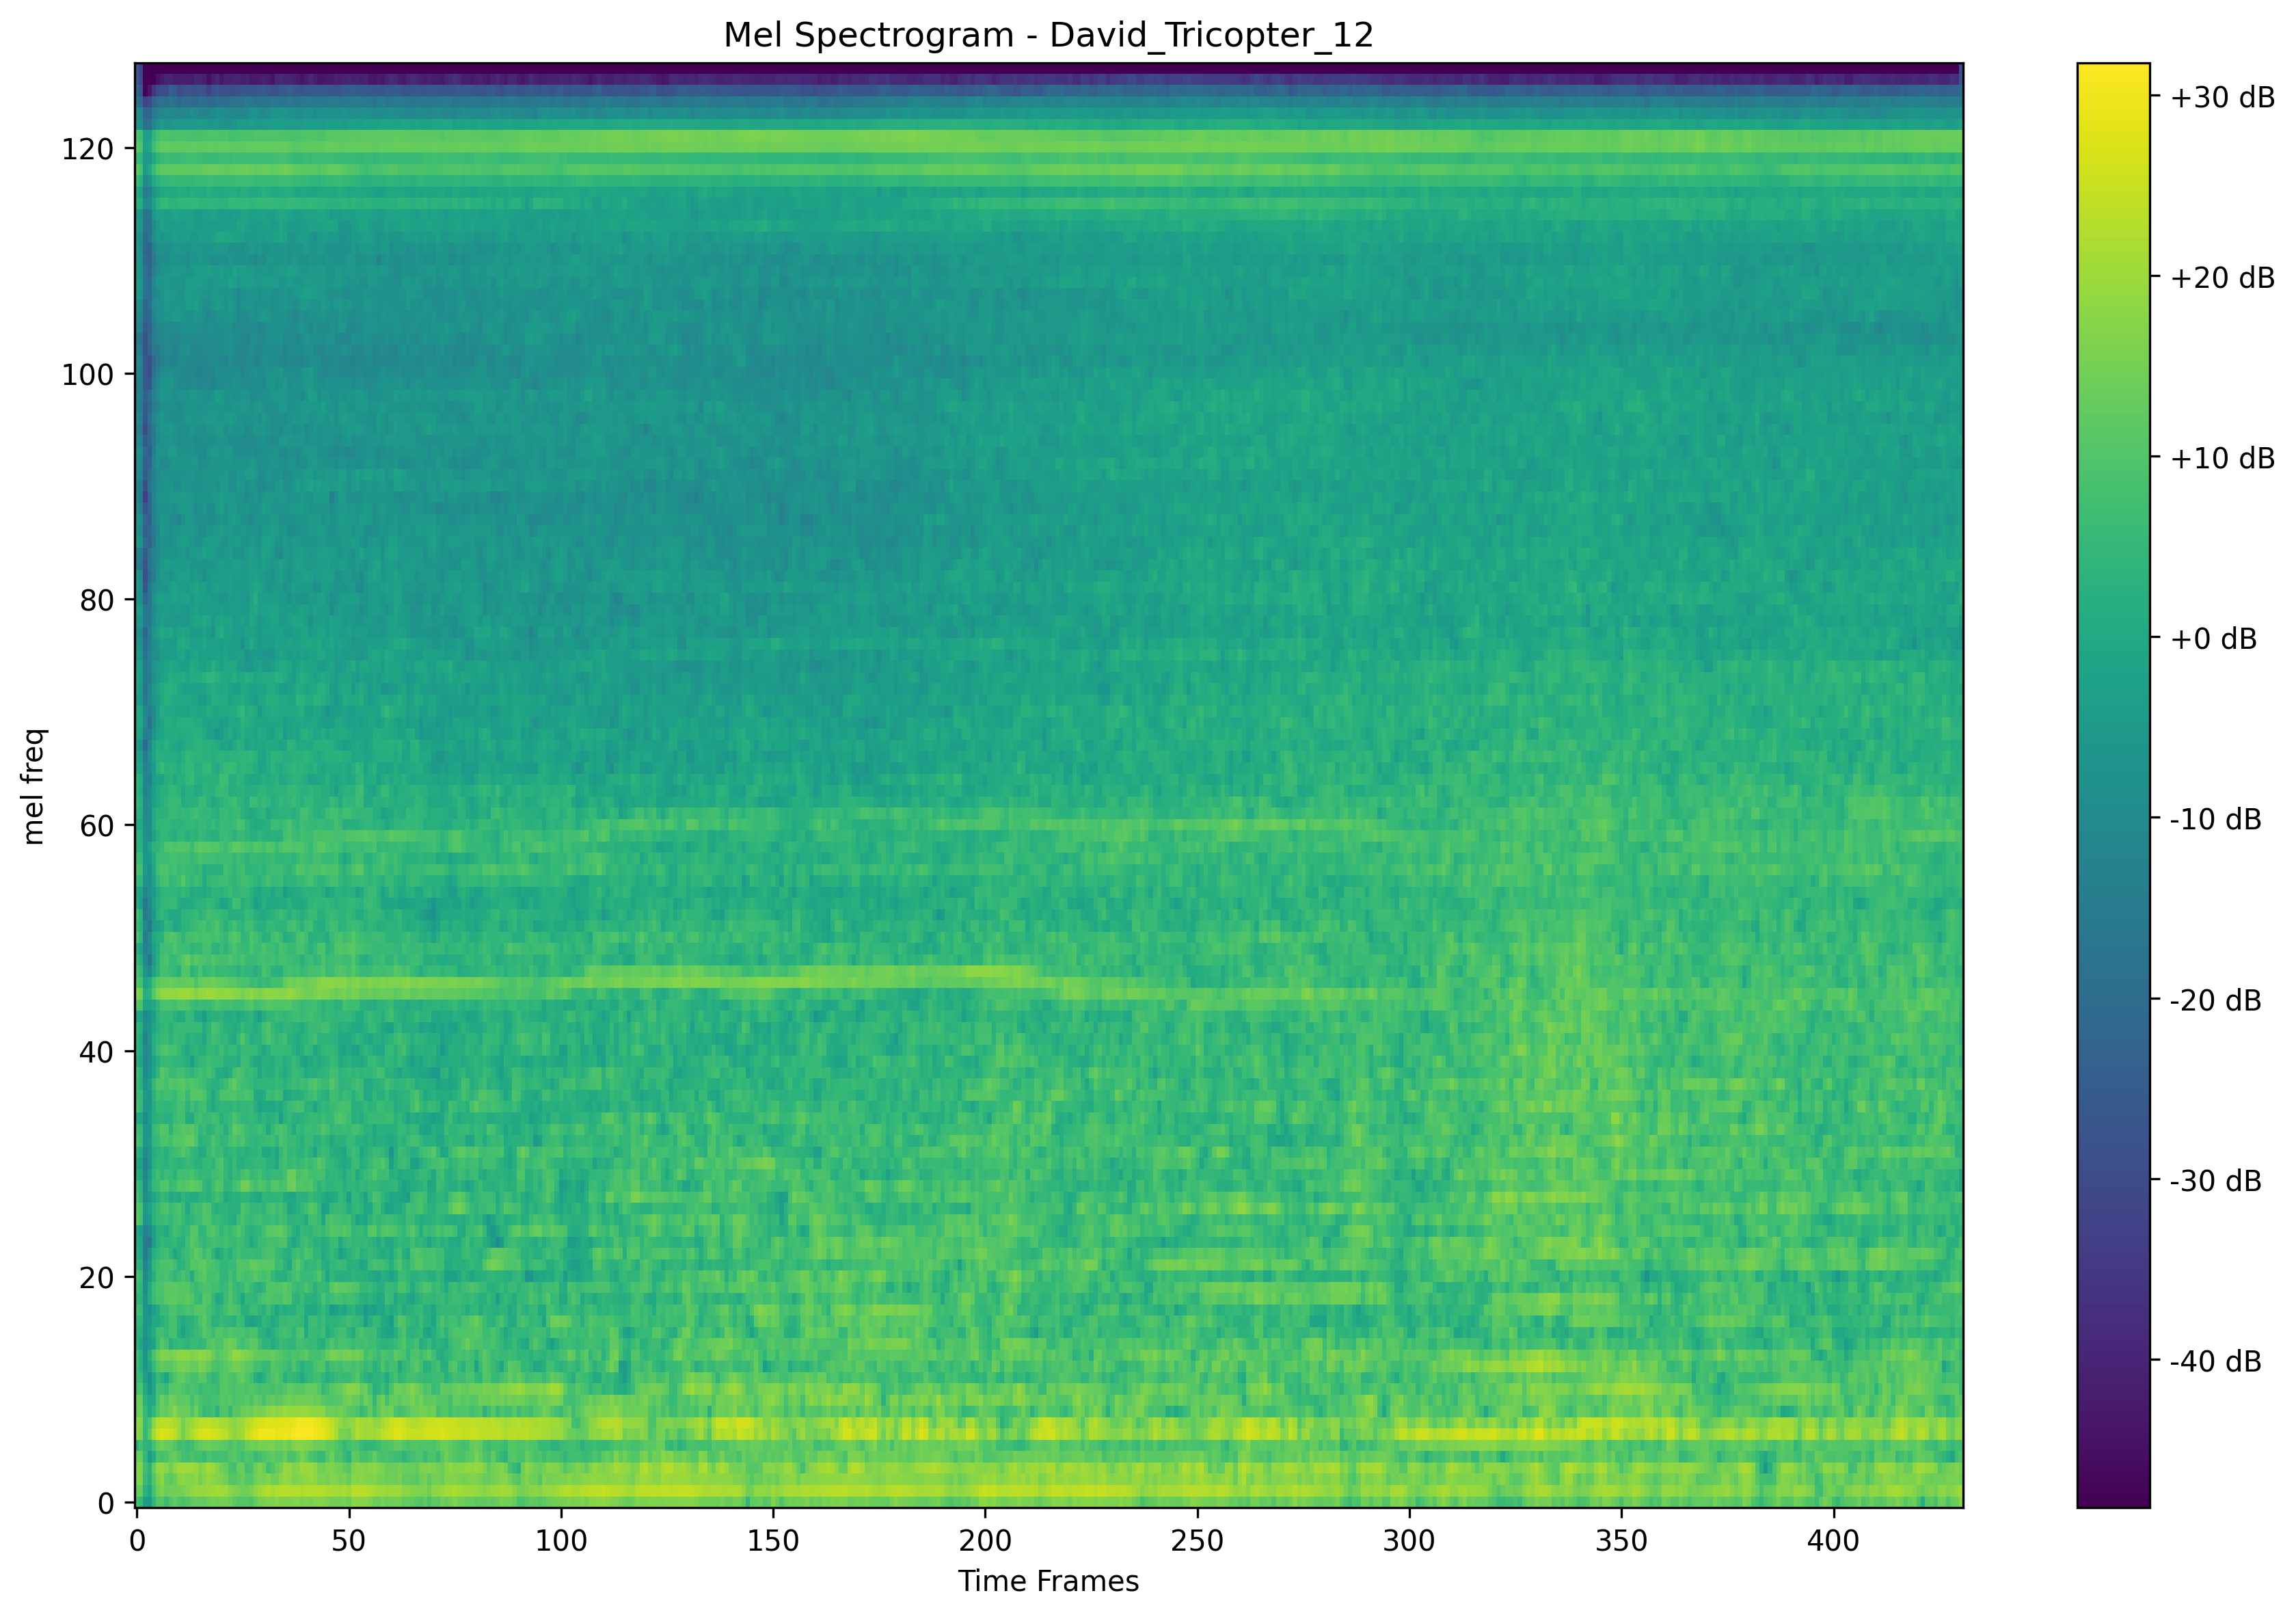 Mel Spectrogram - David_Tricopter_12
mel freq
120
100
80
60
40
20
0
0 50 100 150 200 250 300 350 400
Time Frames
+30 dB
+20 dB
+10 dB
+0 dB
-10 dB
-20 dB
-30 dB
-40 dB